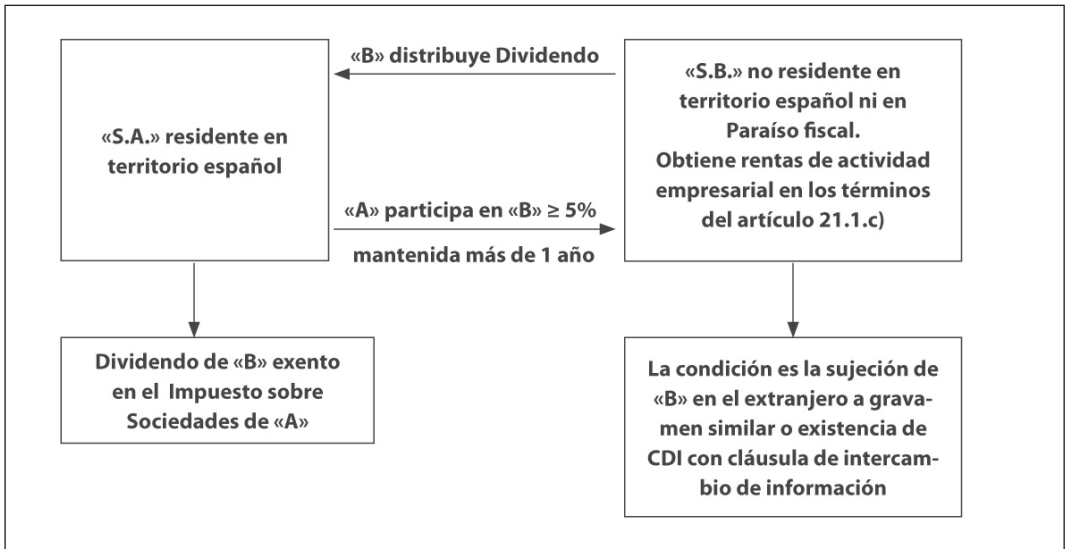 «B» distribuye Dividendo
«S.A.» residente en
territorio español
«A» participa en «B» ≥ 5%
mantenida más de 1 año
«S.B.» no residente en
territorio español ni en
Paraíso fiscal.
Obtiene rentas de actividad
empresarial en los términos
del artículo 21.1.c)
Dividendo de «B» exento
en el Impuesto sobre
Sociedades de «A»
La condición es la sujeción de
«B» en el extranjero a grava-
men similar o existencia de
CDI con cláusula de intercam-
bio de información